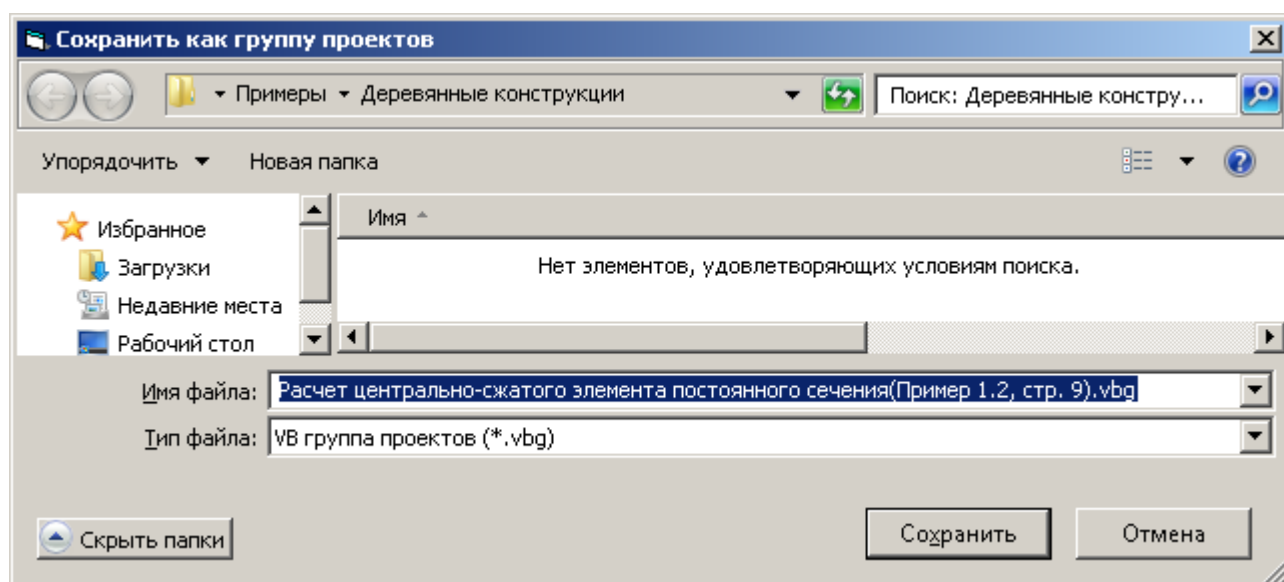 Сохранить как группу проектов
Примеры Деревянные конструкции Поиск: Деревянные констру...
Упорядочить Новая папка
Избранное
Загрузки
Недавние места
Рабочий стол
Имя
Нет элементов, удовлетворяющих условиям поиска.
Имя файла: Расчет центрально-сжатого элемента постоянного сечения(Пример 1.2, стр. 9).vbg
Тип файла: VB группа проектов (*.vbg)
Скрыть папки Сохранить Отмена